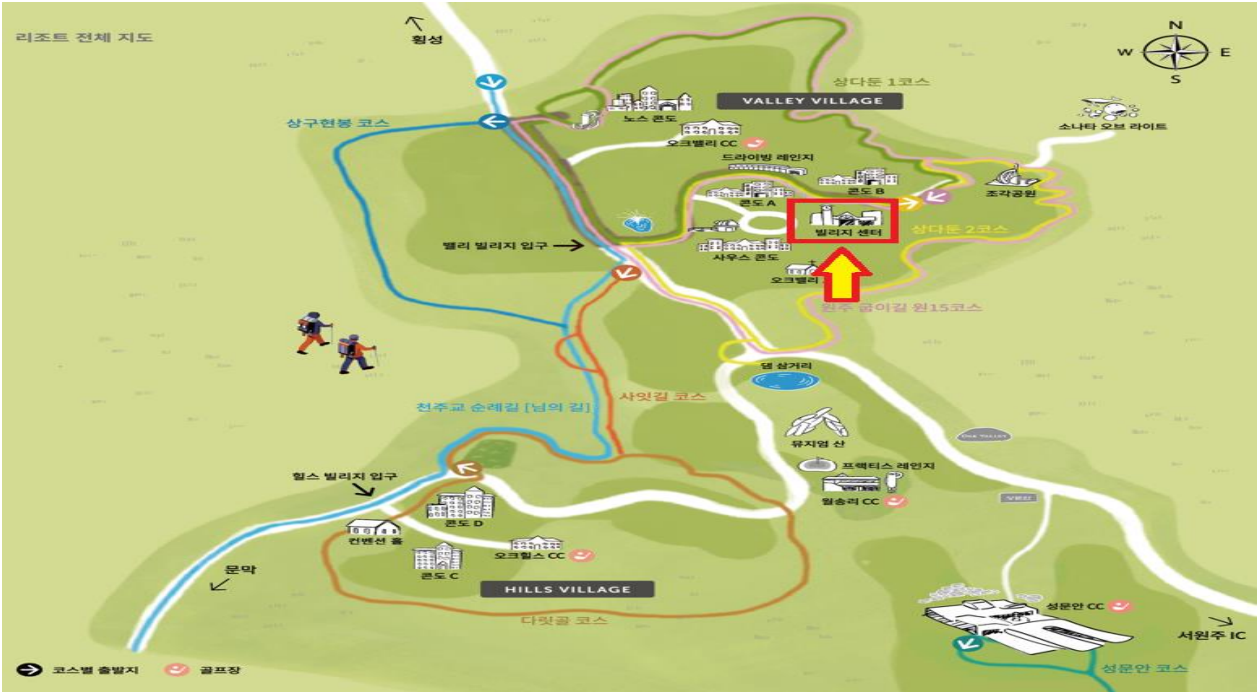 리조트 전체 지도
횡성
N
W
E
S
상다둔 1코스
VALLEY VILLAGE
노스 콘도
소나타 오브 라이트
상구현봉 코스
오크밸리 CC
드라이빙 레인지
콘도 B
조각공원
콘도 A
빌리지 센터
상다둔 2코스
밸리 빌리지 입구
사우스 콘도
오크밸리
원주 굽이길 원15코스
댐 삼거리
사잇길 코스
천주교 순례길 [님의 길]
뮤지엄 산
OAK VALLEY
프랙티스 레인지
힐스 빌리지 입구
월송리 CC
콘도 D
컨벤션 홀
오크힐스 CC
문막
콘도 C
HILLS VILLAGE
성문안 CC
다릿골 코스
서원주 IC
코스별 출발지
골프장
성문안 코스